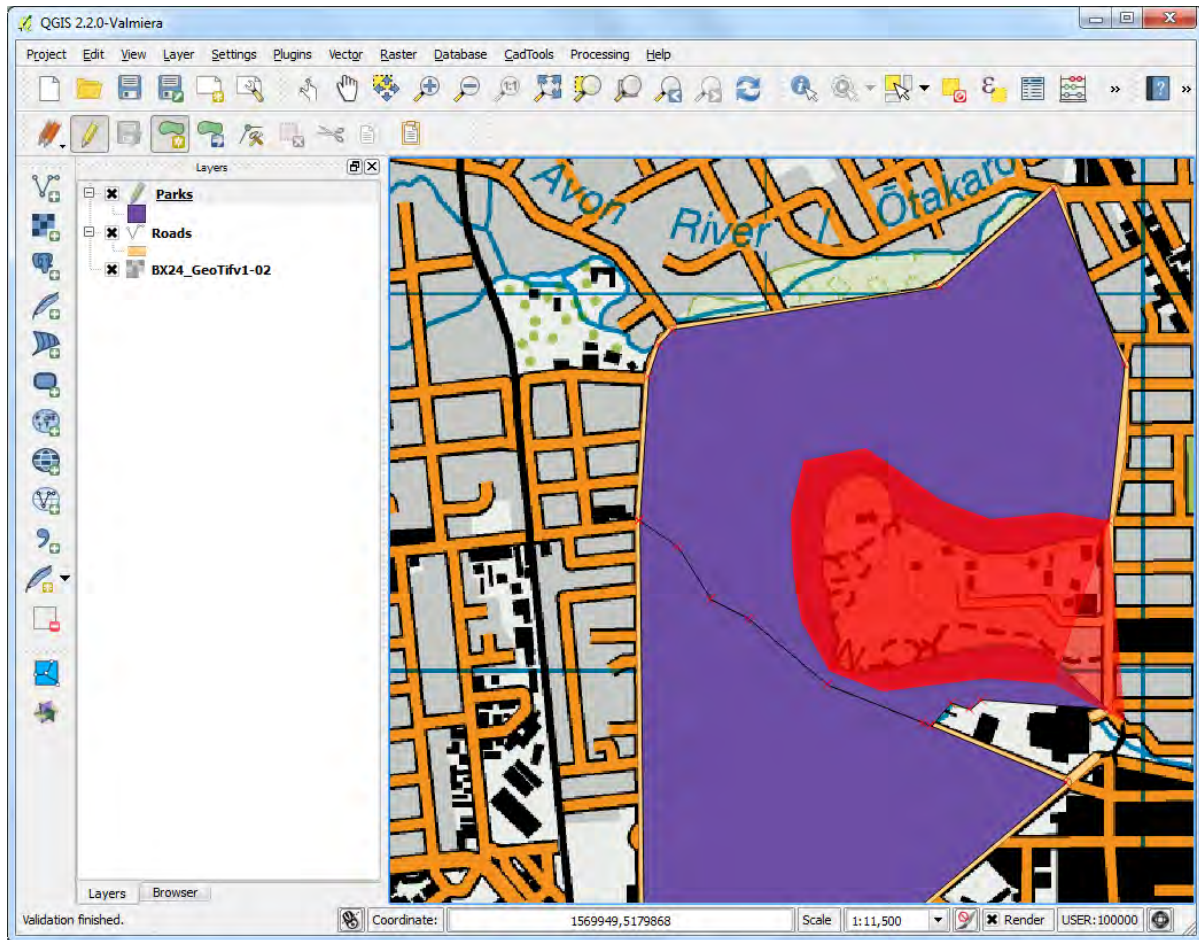 QGIS 2.2.0-Valmiera
Project Edit View Layer Settings Plugins Vector Raster Database CadTools Processing Help
1:1
ε
»
?
»
Layers
Parks
Roads
BX24_GeoTifv1-02
Avon River / Ōtakaro
Layers Browser
Validation finished. Coordinate: 1569949,5179868 Scale 1:11,500 Render USER:100000